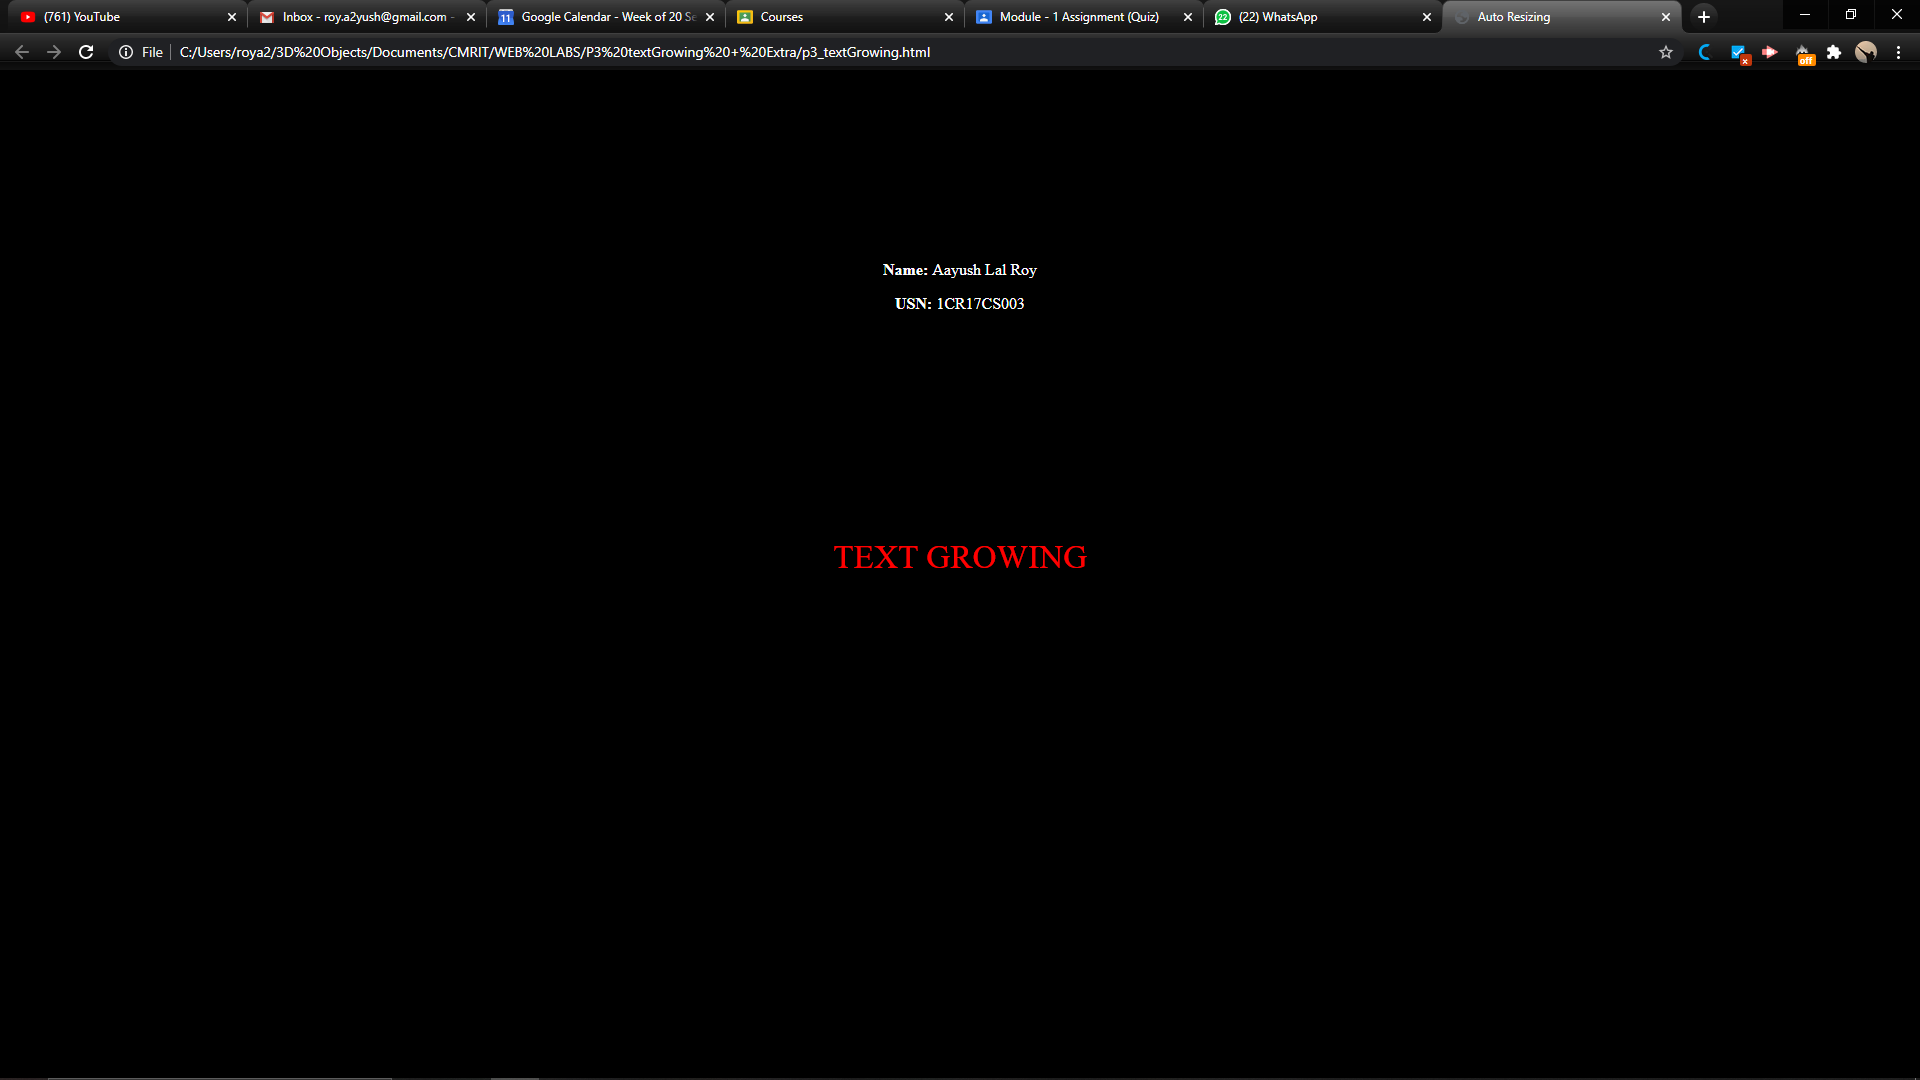 (761) YouTube
Inbox - roy.a2yush@gmail.com -
Google Calendar - Week of 20 Se
Courses
Module - 1 Assignment (Quiz)
(22) WhatsApp
Auto Resizing
File C:/Users/roya2/3D%20Objects/Documents/CMRIT/WEB%20LABS/P3%20textGrowing%20+%20Extra/p3_textGrowing.html
off
Name: Aayush Lal Roy
USN: 1CR17CS003
TEXT GROWING